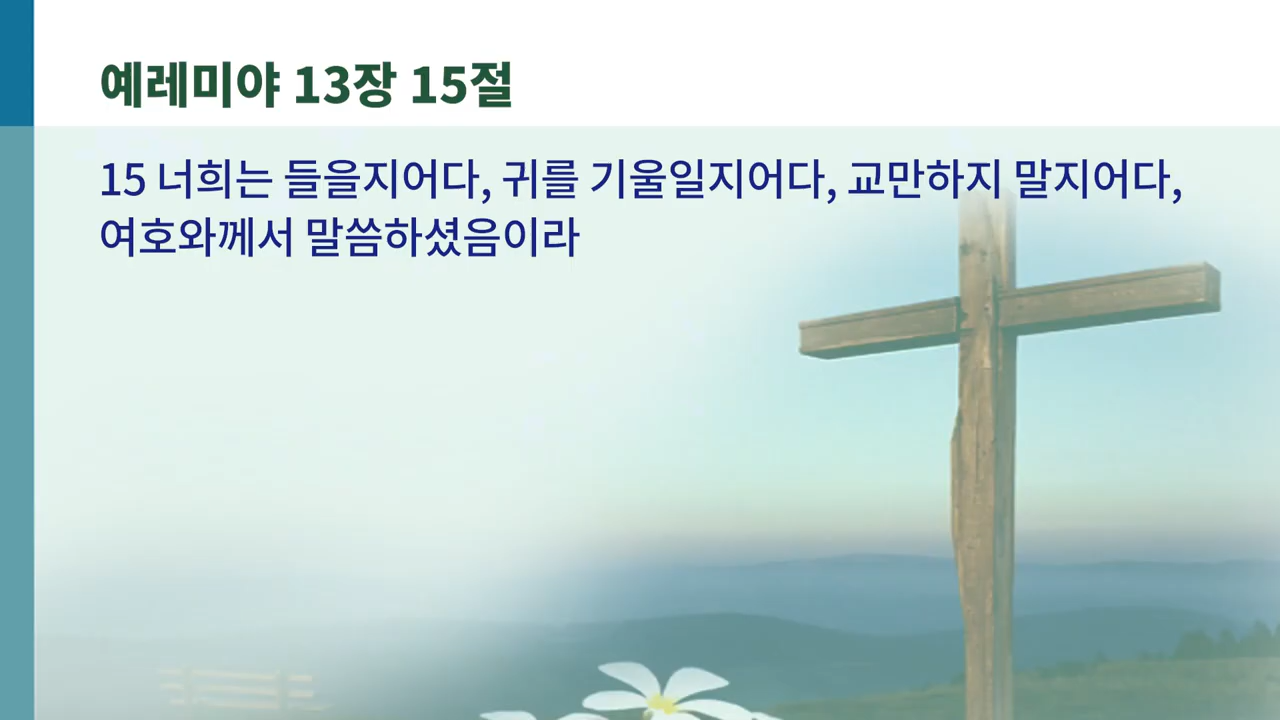 예레미야 13장 15절
15 너희는 들을지어다, 귀를 기울일지어다, 교만하지 말지어다,
여호와께서 말씀하셨음이라